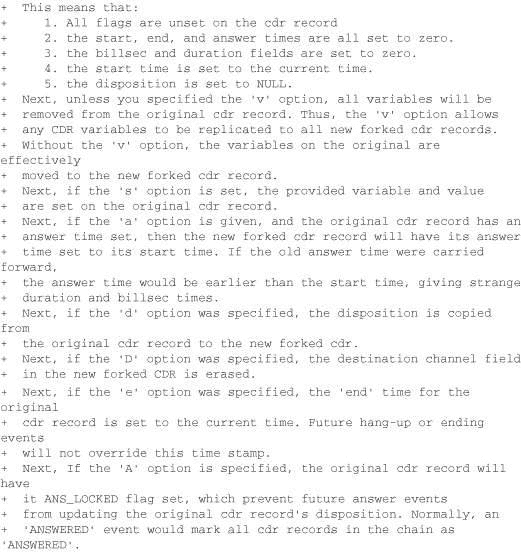 +  This means that:
+     1. All flags are unset on the cdr record
+     2. the start, end, and answer times are all set to zero.
+     3. the billsec and duration fields are set to zero.
+     4. the start time is set to the current time.
+     5. the disposition is set to NULL.
+  Next, unless you specified the 'v' option, all variables will be
+  removed from the original cdr record. Thus, the 'v' option allows
+  any CDR variables to be replicated to all new forked cdr records.
+  Without the 'v' option, the variables on the original are
effectively
+  moved to the new forked cdr record.
+  Next, if the 's' option is set, the provided variable and value
+  are set on the original cdr record.
+  Next, if the 'a' option is given, and the original cdr record has an
+  answer time set, then the new forked cdr record will have its answer
+  time set to its start time. If the old answer time were carried
forward,
+  the answer time would be earlier than the start time, giving strange
+  duration and billsec times.
+  Next, if the 'd' option was specified, the disposition is copied
from
+  the original cdr record to the new forked cdr.
+  Next, if the 'D' option was specified, the destination channel field
+  in the new forked CDR is erased.
+  Next, if the 'e' option was specified, the 'end' time for the
original
+  cdr record is set to the current time. Future hang-up or ending
events
+  will not override this time stamp.
+  Next, If the 'A' option is specified, the original cdr record will
have
+  it ANS_LOCKED flag set, which prevent future answer events
+  from updating the original cdr record's disposition. Normally, an
+  'ANSWERED' event would mark all cdr records in the chain as
'ANSWERED'.